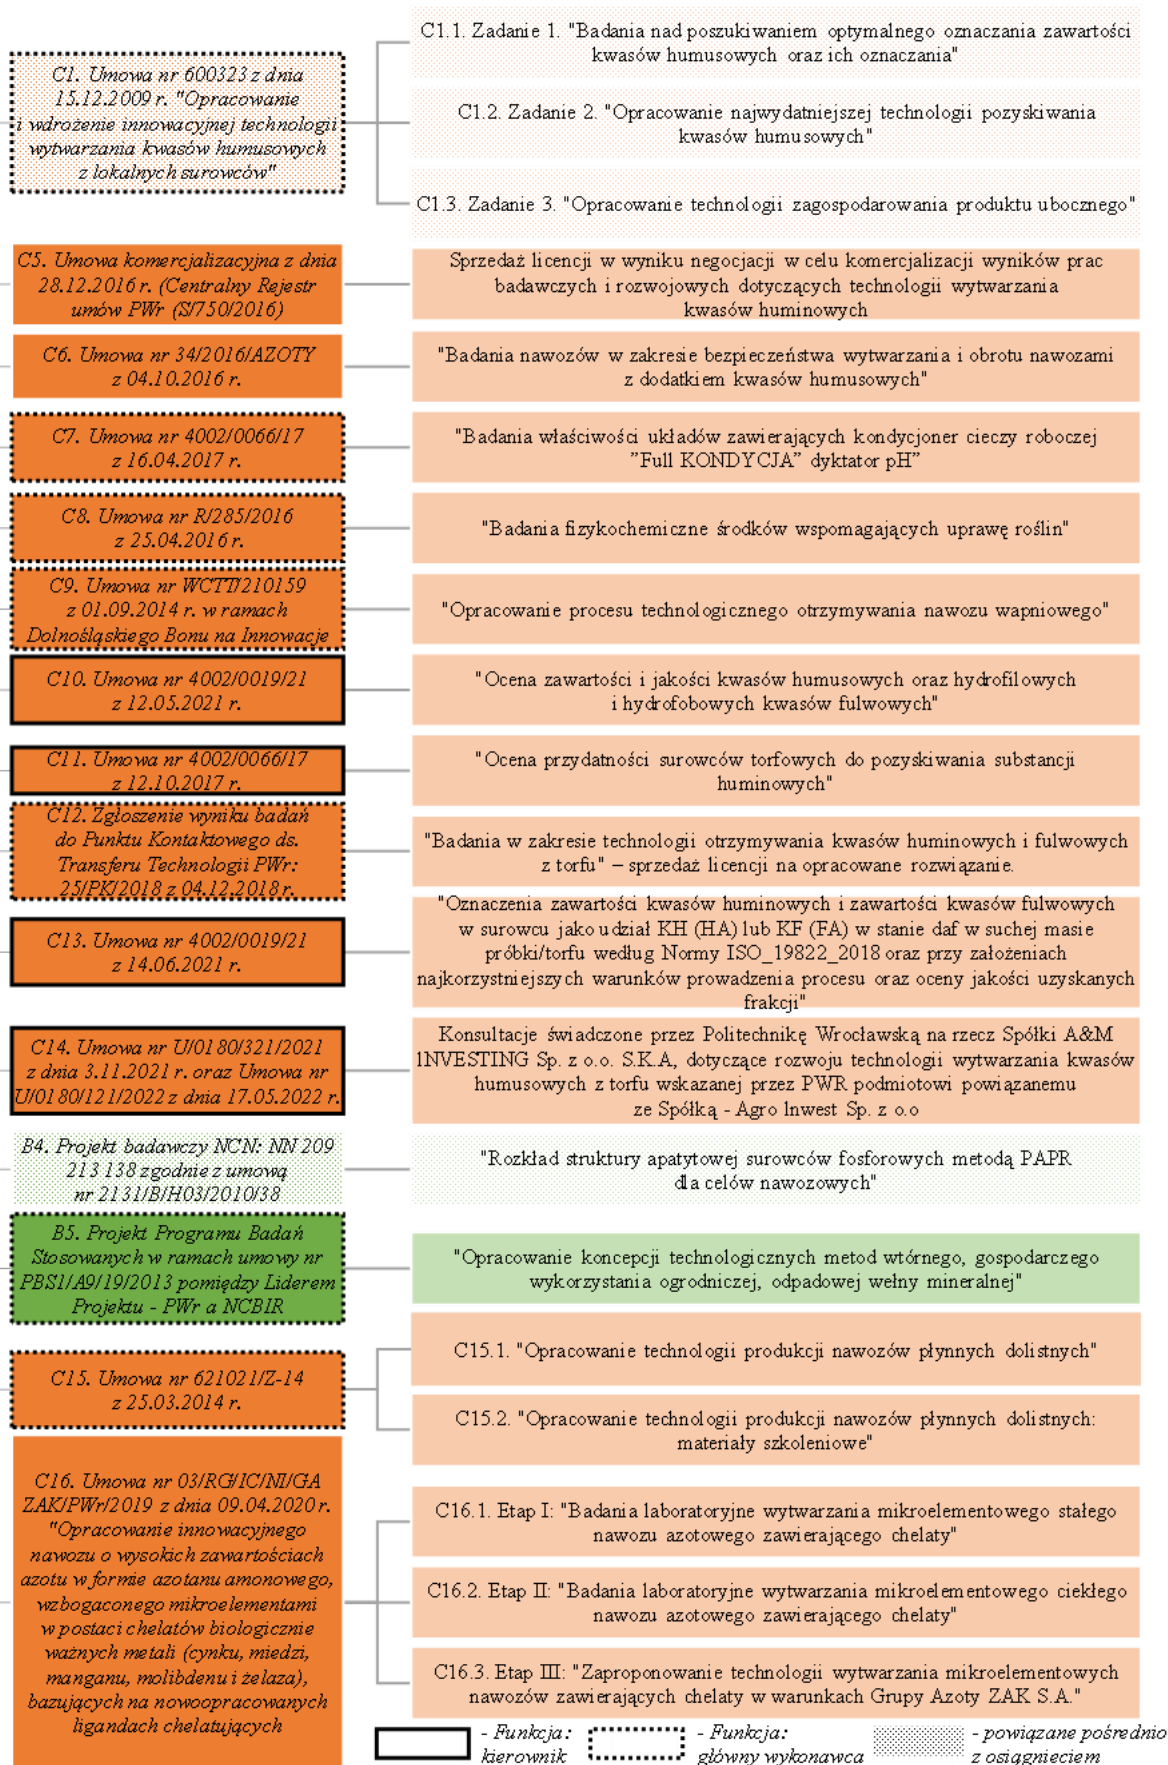 C1. Umowa nr 600323 z dnia
15.12.2009 r. "Opracowanie
i wdrożenie innowacyjnej technologii
wytwarzania kwasów humusowych
z lokalnych surowców"
C1.1. Zadanie 1. "Badania nad poszukiwaniem optymalnego oznaczania zawartości
kwasów humusowych oraz ich oznaczania"
C1.2. Zadanie 2. "Opracowanie najwydatniejszej technologii pozyskiwania
kwasów humusowych"
C1.3. Zadanie 3. "Opracowanie technologii zagospodarowania produktu ubocznego"
C5. Umowa komercjalizacyjna z dnia
28.12.2016 r. (Centralny Rejestr
umów PWr (S/750/2016)
Sprzedaż licencji w wyniku negocjacji w celu komercjalizacji wyników prac
badawczych i rozwojowych dotyczących technologii wytwarzania
kwasów huminowych
C6. Umowa nr 34/2016/AZOTY
z 04.10.2016 r.
"Badania nawozów w zakresie bezpieczeństwa wytwarzania i obrotu nawozami
z dodatkiem kwasów humusowych"
C7. Umowa nr 4002/0066/17
z 16.04.2017 r.
"Badania właściwości układów zawierających kondycjoner cieczy roboczej
”Full KONDYCJA” dyktator pH”
C8. Umowa nr R/285/2016
z 25.04.2016 r.
"Badania fizykochemiczne środków wspomagających uprawę roślin"
C9. Umowa nr WCTT/210159
z 01.09.2014 r. w ramach
Dolnośląskiego Bonu na Innowacje
"Opracowanie procesu technologicznego otrzymywania nawozu wapniowego"
C10. Umowa nr 4002/0019/21
z 12.05.2021 r.
"Ocena zawartości i jakości kwasów humusowych oraz hydrofilowych
i hydrofobowych kwasów fulwowych"
C11. Umowa nr 4002/0066/17
z 12.10.2017 r.
"Ocena przydatności surowców torfowych do pozyskiwania substancji
huminowych"
C12. Zgłoszenie wyniku badań
do Punktu Kontaktowego ds.
Transferu Technologii PWr:
25/PK/2018 z 04.12.2018 r.
"Badania w zakresie technologii otrzymywania kwasów huminowych i fulwowych
z torfu" – sprzedaż licencji na opracowane rozwiązanie.
C13. Umowa nr 4002/0019/21
z 14.06.2021 r.
"Oznaczenia zawartości kwasów huminowych i zawartości kwasów fulwowych
w surowcu jako udział KH (HA) lub KF (FA) w stanie daf w suchej masie
próbki/torfu według Normy ISO_19822_2018 oraz przy założeniach
najkorzystniejszych warunków prowadzenia procesu oraz oceny jakości uzyskanych
frakcji"
C14. Umowa nr U/0180/321/2021
z dnia 3.11.2021 r. oraz Umowa nr
U/0180/121/2022 z dnia 17.05.2022 r.
Konsultacje świadczone przez Politechnikę Wrocławską na rzecz Spółki A&M
1NVESTING Sp. z o.o. S.K.A, dotyczące rozwoju technologii wytwarzania kwasów
humusowych z torfu wskazanej przez PWR podmiotowi powiązanemu
ze Spółką - Agro lnwest Sp. z o.o
B4. Projekt badawczy NCN: NN 209
213 138 zgodnie z umową
nr 2131/B/H03/2010/38
"Rozkład struktury apatytowej surowców fosforowych metodą PAPR
dla celów nawozowych"
B5. Projekt Programu Badań
Stosowanych w ramach umowy nr
PBS1/A9/19/2013 pomiędzy Liderem
Projektu - PWr a NCBIR
"Opracowanie koncepcji technologicznych metod wtórnego, gospodarczego
wykorzystania ogrodniczej, odpadowej wełny mineralnej"
C15. Umowa nr 621021/Z-14
z 25.03.2014 r.
C15.1. "Opracowanie technologii produkcji nawozów płynnych dolistnych"
C15.2. "Opracowanie technologii produkcji nawozów płynnych dolistnych:
materiały szkoleniowe"
C16. Umowa nr 03/RG/IC/NI/GA
ZAK/PWr/2019 z dnia 09.04.2020 r.
"Opracowanie innowacyjnego
nawozu o wysokich zawartościach
azotu w formie azotanu amonowego,
wzbogaconego mikroelementami
w postaci chelatów biologicznie
ważnych metali (cynku, miedzi,
manganu, molibdenu i żelaza),
bazujących na nowoopracowanych
ligandach chelatujących
C16.1. Etap I: "Badania laboratoryjne wytwarzania mikroelementowego stałego
nawozu azotowego zawierającego chelaty"
C16.2. Etap II: "Badania laboratoryjne wytwarzania mikroelementowego ciekłego
nawozu azotowego zawierającego chelaty"
C16.3. Etap III: "Zaproponowanie technologii wytwarzania mikroelementowych
nawozów zawierających chelaty w warunkach Grupy Azoty ZAK S.A."
- Funkcja:
kierownik
- Funkcja:
główny wykonawca
- powiązane pośrednio
z osiągnieciem